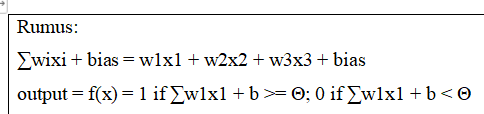 Rumus:
∑wixi + bias = w1x1 + w2x2 + w3x3 + bias
output = f(x) = 1 if ∑w1x1 + b >= Θ; 0 if ∑w1x1 + b < Θ